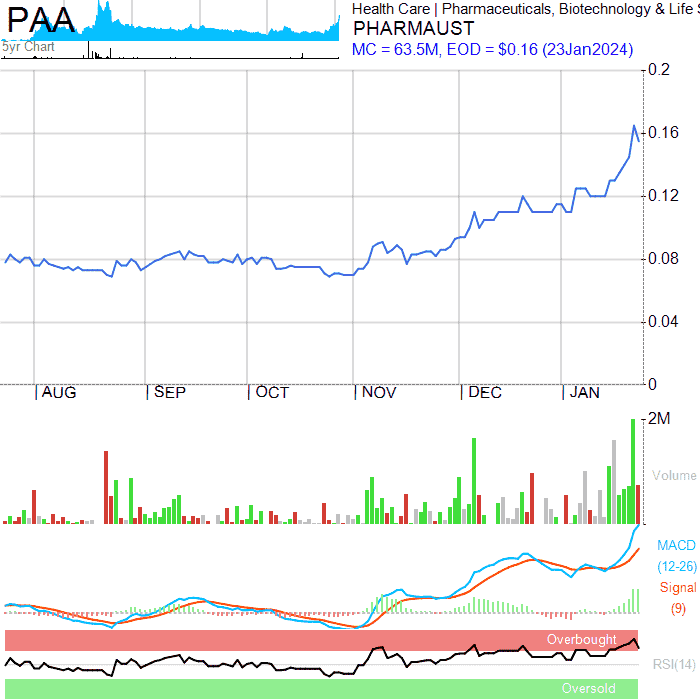 PAA
5yr Chart
Health Care | Pharmaceuticals, Biotechnology & Life S
PHARMAUST
MC = 63.5M, EOD = $0.16 (23Jan2024)
0.2
0.16
0.12
0.08
0.04
0
AUG SEP OCT NOV DEC JAN
2M
Volume
MACD
(12-26)
Signal
(9)
Overbought
RSI(14)
Oversold